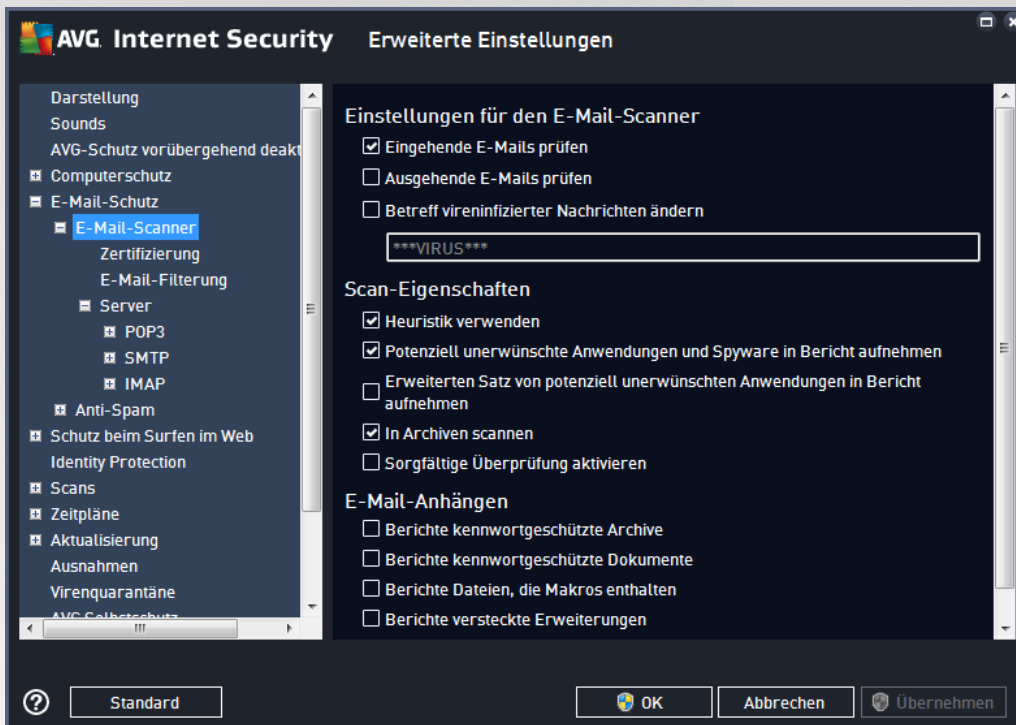 AVG. Internet Security
Erweiterte Einstellungen
Darstellung
Sounds
AVG-Schutz vorübergehend deakt
Computerschutz
E-Mail-Schutz
E-Mail-Scanner
Zertifizierung
E-Mail-Filterung
Server
POP3
SMTP
IMAP
Anti-Spam
Schutz beim Surfen im Web
Identity Protection
Scans
Zeitpläne
Aktualisierung
Ausnahmen
Virenquarantäne
AVG Selbstschutz
Einstellungen für den E-Mail-Scanner
Eingehende E-Mails prüfen
Ausgehende E-Mails prüfen
Betreff vireninfizierter Nachrichten ändern
***VIRUS***
Scan-Eigenschaften
Heuristik verwenden
Potenziell unerwünschte Anwendungen und Spyware in Bericht aufnehmen
Erweiterten Satz von potenziell unerwünschten Anwendungen in Bericht
aufnehmen
In Archiven scannen
Sorgfältige Überprüfung aktivieren
E-Mail-Anhängen
Berichte kennwortgeschützte Archive
Berichte kennwortgeschützte Dokumente
Berichte Dateien, die Makros enthalten
Berichte versteckte Erweiterungen
Standard
OK
Abbrechen
Übernehmen